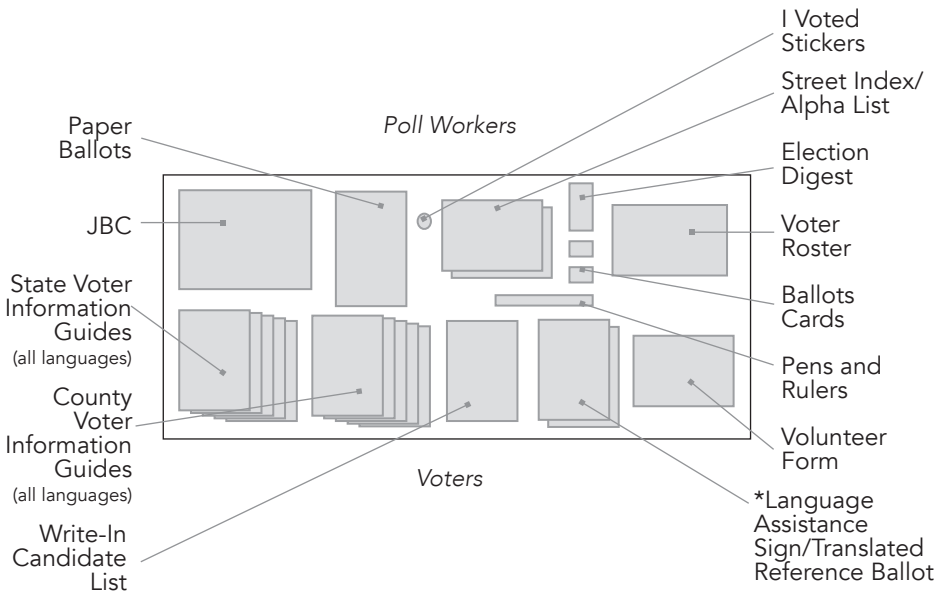 Poll Workers
Paper
Ballots
JBC
State Voter
Information
Guides
(all languages)
County
Voter
Information
Guides
(all languages)
Write-In
Candidate
List
I Voted
Stickers
Street Index/
Alpha List
Election
Digest
Voter
Roster
Ballots
Cards
Pens and
Rulers
Volunteer
Form
*Language
Assistance
Sign/Translated
Reference Ballot
Voters